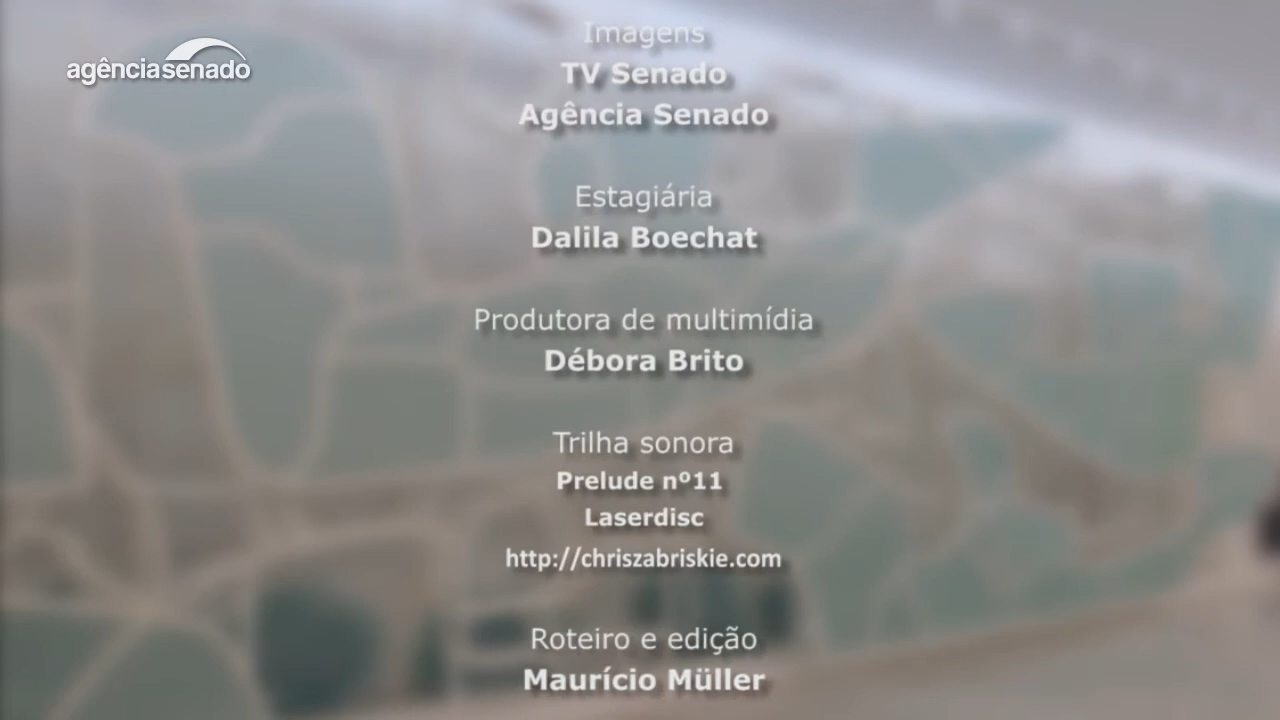 agênciasenado
Imagens
TV Senado
Agência Senado
Estagiária
Dalila Boechat
Produtora de multimídia
Débora Brito
Trilha sonora
Prelude nº11
Laserdisc
http://chriszabriskie.com
Roteiro e edição
Maurício Müller